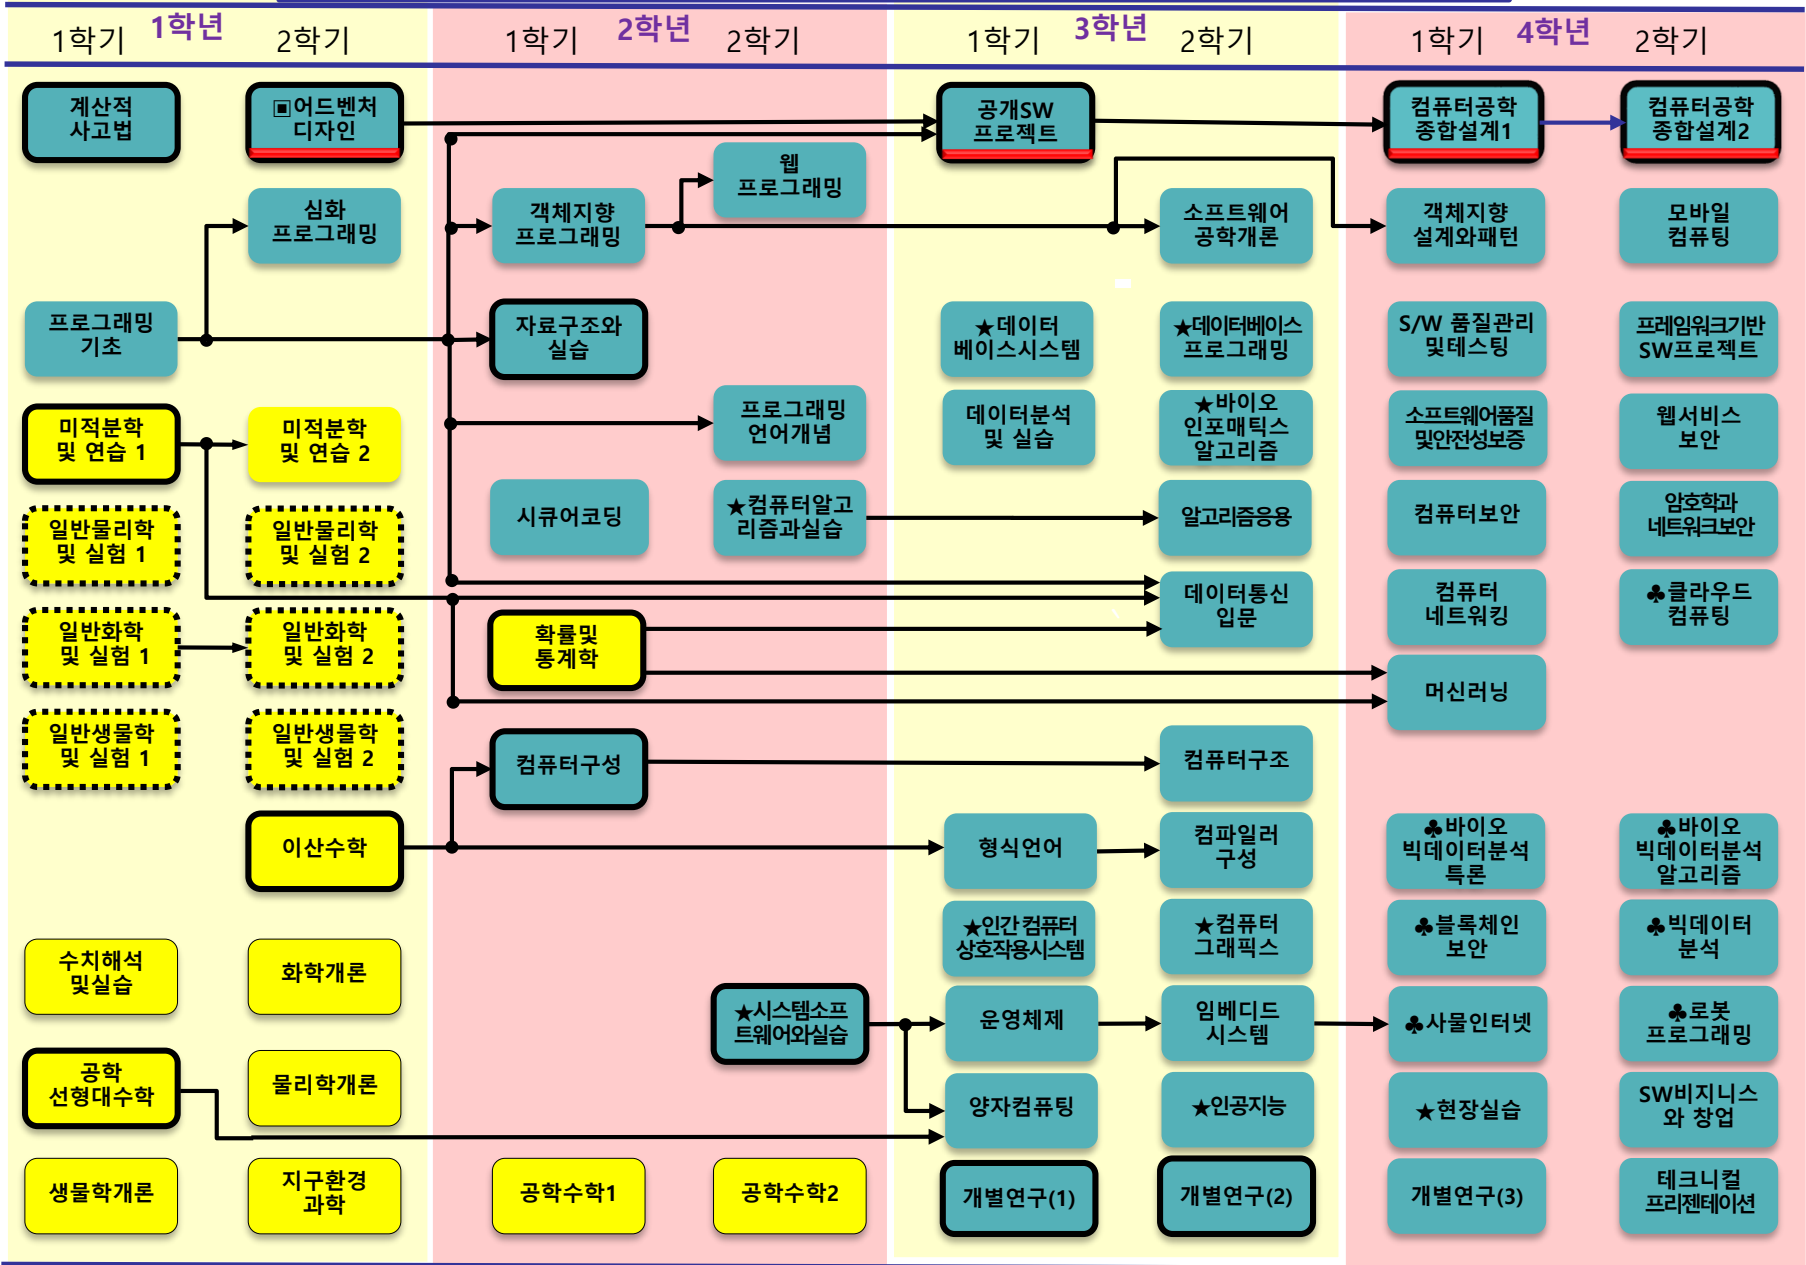 1학년
1학기
2학기
2학년
1학기
2학기
3학년
1학기
2학기
4학년
1학기
2학기
계산적
사고법
▣어드벤처
디자인
공개SW
프로젝트
컴퓨터공학
종합설계1
컴퓨터공학
종합설계2
심화
프로그래밍
객체지향
프로그래밍
웹
프로그래밍
소프트웨어
공학개론
객체지향
설계와패턴
모바일
컴퓨팅
프로그래밍
기초
자료구조와
실습
★데이터
베이스시스템
★데이터베이스
프로그래밍
S/W 품질관리
및테스팅
프레임워크기반
SW프로젝트
미적분학
및 연습 1
미적분학
및 연습 2
프로그래밍
언어개념
데이터분석
및 실습
★바이오
인포매틱스
알고리즘
소프트웨어품질
및안전성보증
웹서비스
보안
일반물리학
및 실험 1
일반물리학
및 실험 2
시큐어코딩
★컴퓨터알고
리즘과실습
알고리즘응용
컴퓨터보안
암호학과
네트워크보안
일반화학
및 실험 1
일반화학
및 실험 2
확률및
통계학
데이터통신
입문
컴퓨터
네트워킹
♣클라우드
컴퓨팅
머신러닝
일반생물학
및 실험 1
일반생물학
및 실험 2
컴퓨터구성
컴퓨터구조
이산수학
형식언어
컴파일러
구성
♣바이오
빅데이터분석
특론
♣바이오
빅데이터분석
알고리즘
수치해석
및실습
화학개론
★인간 컴퓨터
상호작용시스템
★컴퓨터
그래픽스
♣블록체인
보안
♣빅데이터
분석
★시스템소프
트웨어와실습
운영체제
임베디드
시스템
♣사물인터넷
♣로봇
프로그래밍
공학
선형대수학
물리학개론
양자컴퓨팅
★인공지능
★현장실습
SW비지니스
와 창업
생물학개론
지구환경
과학
공학수학1
공학수학2
개별연구(1)
개별연구(2)
개별연구(3)
테크니컬
프리젠테이션